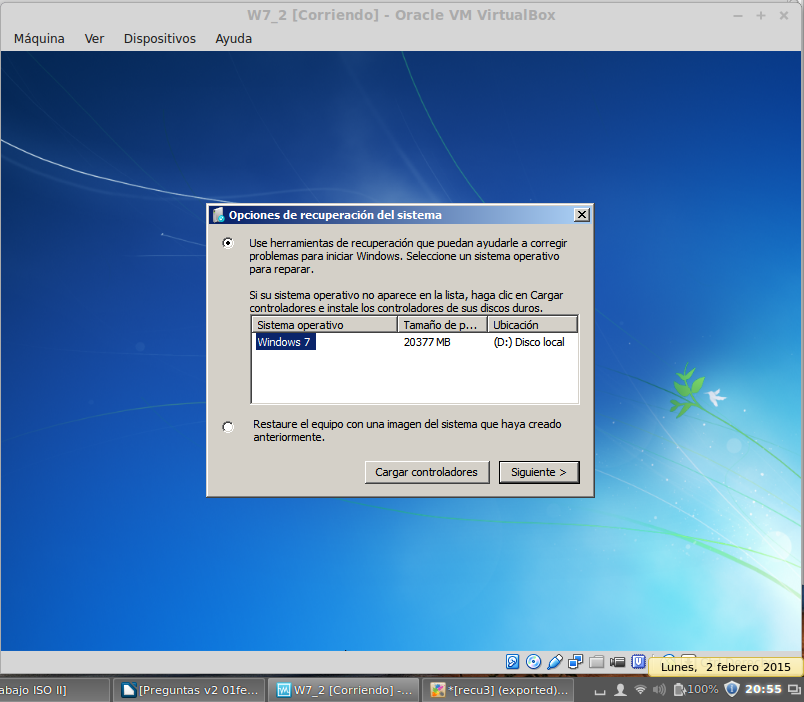 W7_2 [Corriendo] - Oracle VM VirtualBox
Máquina Ver Dispositivos Ayuda
Opciones de recuperación del sistema
Use herramientas de recuperación que puedan ayudarle a corregir
problemas para iniciar Windows. Seleccione un sistema operativo
para reparar.
Si su sistema operativo no aparece en la lista, haga clic en Cargar
controladores e instale los controladores de sus discos duros.
Sistema operativo Tamaño de p... Ubicación
Windows 7 20377 MB (D:) Disco local
Restaure el equipo con una imagen del sistema que haya creado
anteriormente.
Cargar controladores Siguiente >
Lunes, 2 febrero 2015
abajo ISO II] [Preguntas v2 01fe... W7_2 [Corriendo] -... *[recu3] (exported)... 100% 20:55